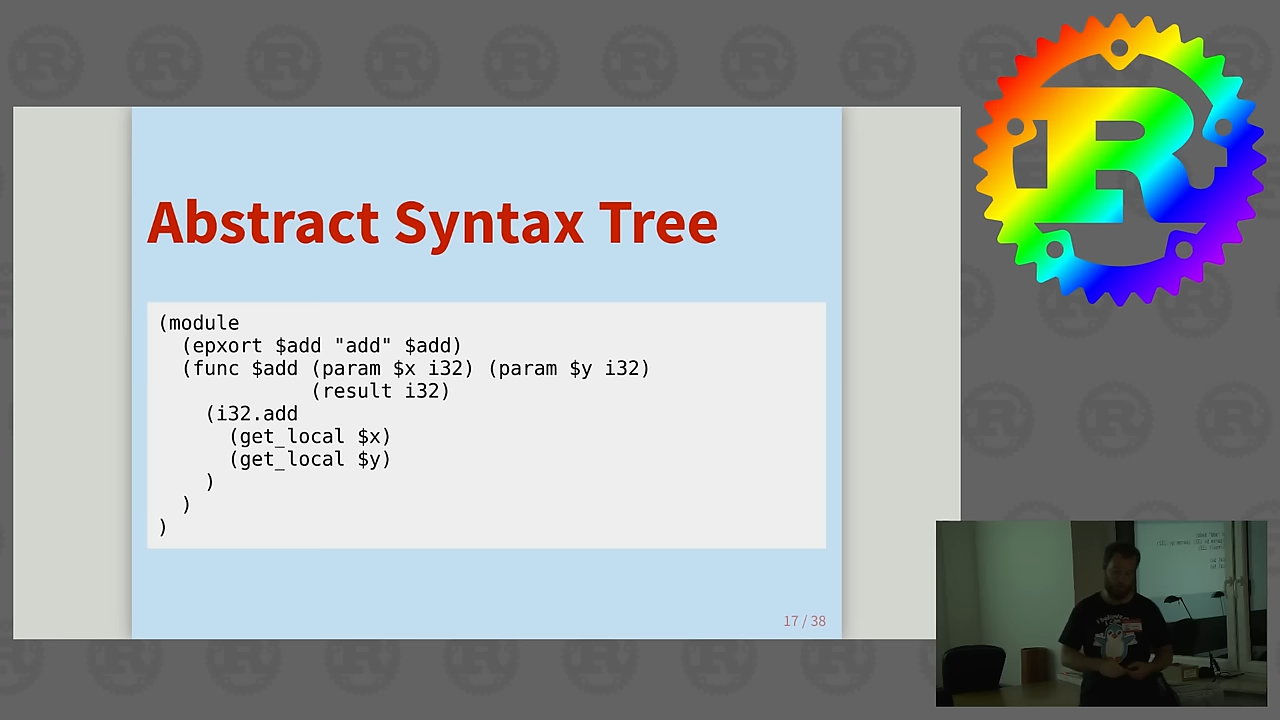 Abstract Syntax Tree
(module
  (epxort $add "add" $add)
  (func $add (param $x i32) (param $y i32)
             (result i32)
    (i32.add
      (get_local $x)
      (get_local $y)
    )
  )
)
17 / 38